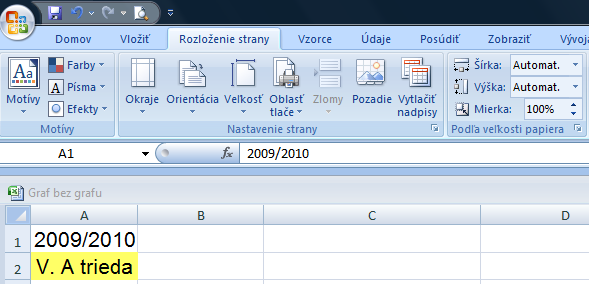 Domov Vložiť Rozloženie strany Vzorce Údaje Posúdiť Zobraziť Vývoja
Aa Farby Písma Efekty Motívy
Motívy
Okraje Orientácia Veľkosť Oblasť tlače Zlomy Pozadie Vytlačiť nadpisy
Nastavenie strany
Šírka: Automat.
Výška: Automat.
Mierka: 100%
Podľa veľkosti papiera
A1 fx 2009/2010
Graf bez grafu
A B C D
1 2009/2010
2 V. A trieda